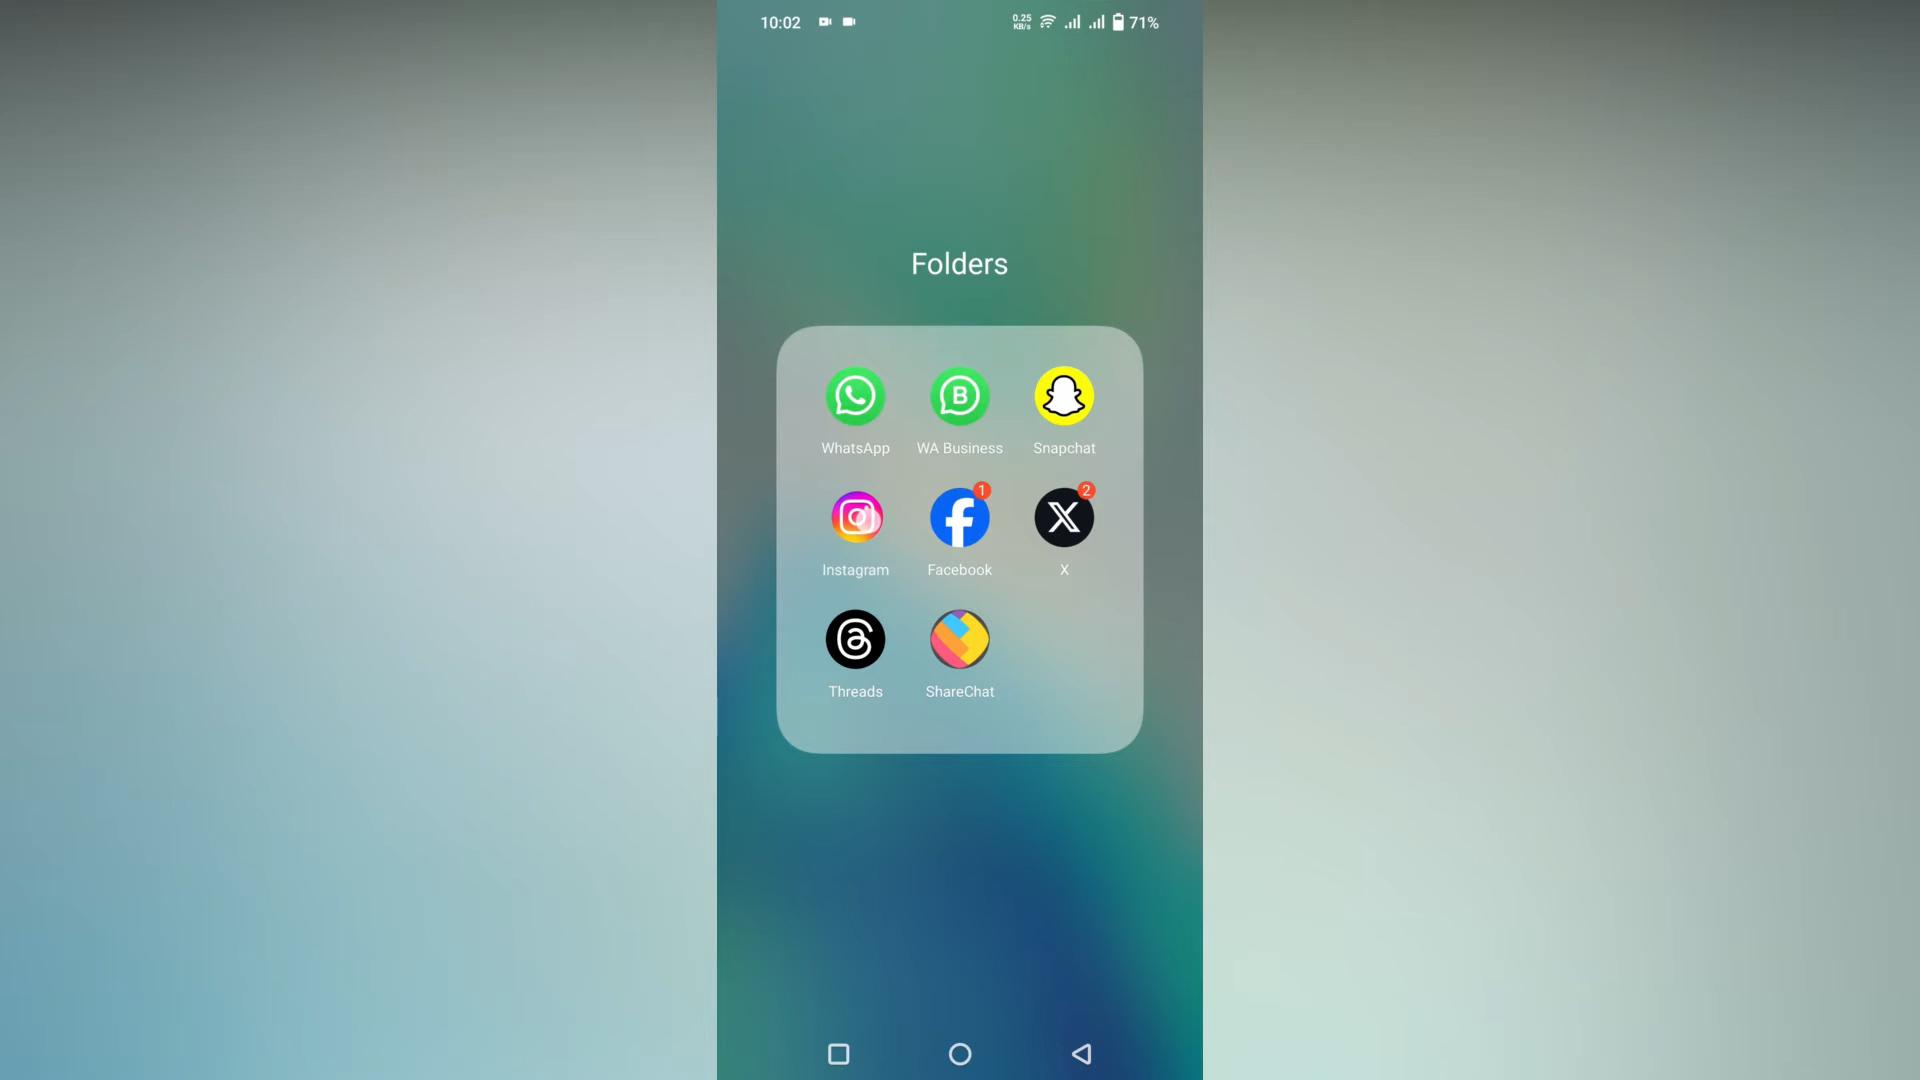 10:02 0.25 KB/s 71%
Folders
WhatsApp WA Business Snapchat
1 2
Instagram Facebook X
Threads ShareChat